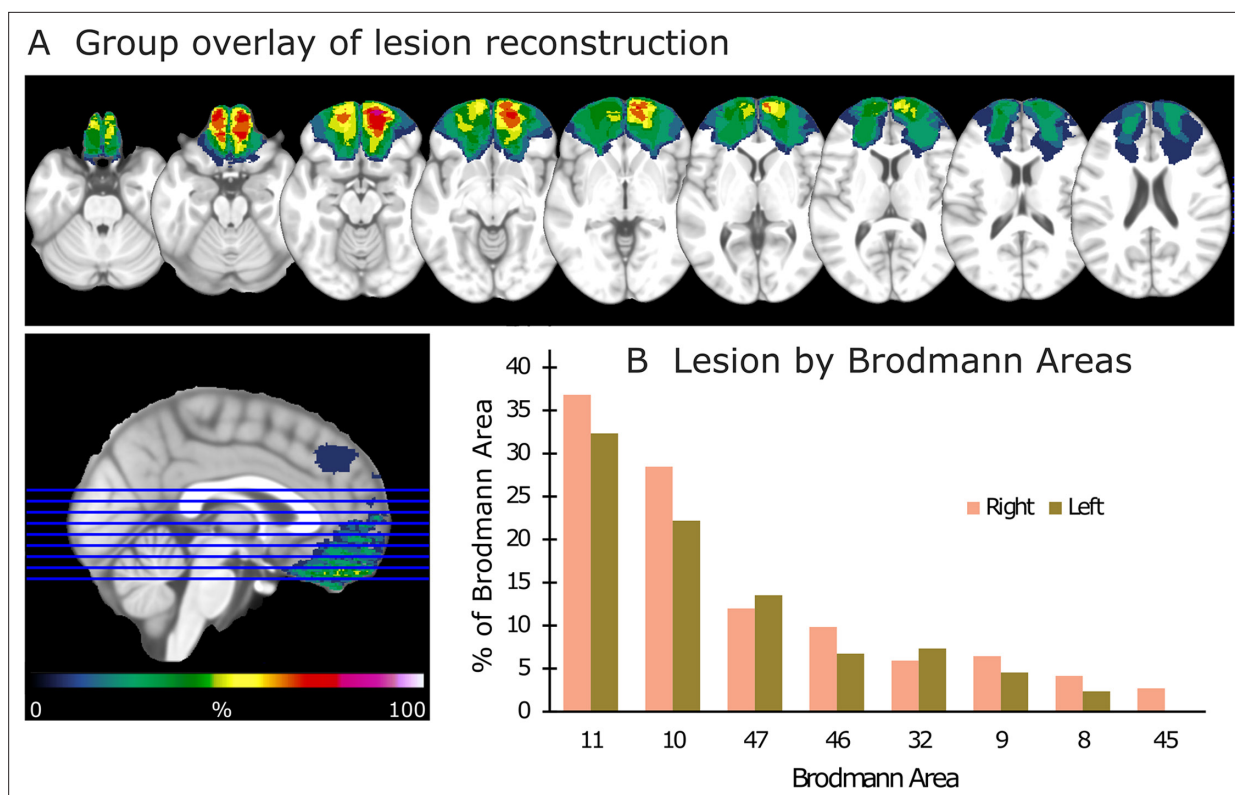 A Group overlay of lesion reconstruction
B Lesion by Brodmann Areas
40
35
30
25
20
15
10
5
0
% of Brodmann Area
Right Left
11 10 47 46 32 9 8 45
Brodmann Area
0 % 100